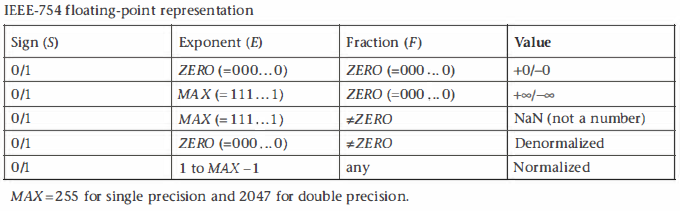 IEEE-754 floating-point representation
Sign (S) Exponent (E) Fraction (F) Value
0/1 ZERO (=000...0) ZERO (=000...0) +0/–0
0/1 MAX (=111...1) ZERO (=000...0) +∞/–∞
0/1 MAX (=111...1) ≠ZERO NaN (not a number)
0/1 ZERO (=000...0) ≠ZERO Denormalized
0/1 1 to MAX –1 any Normalized
MAX=255 for single precision and 2047 for double precision.